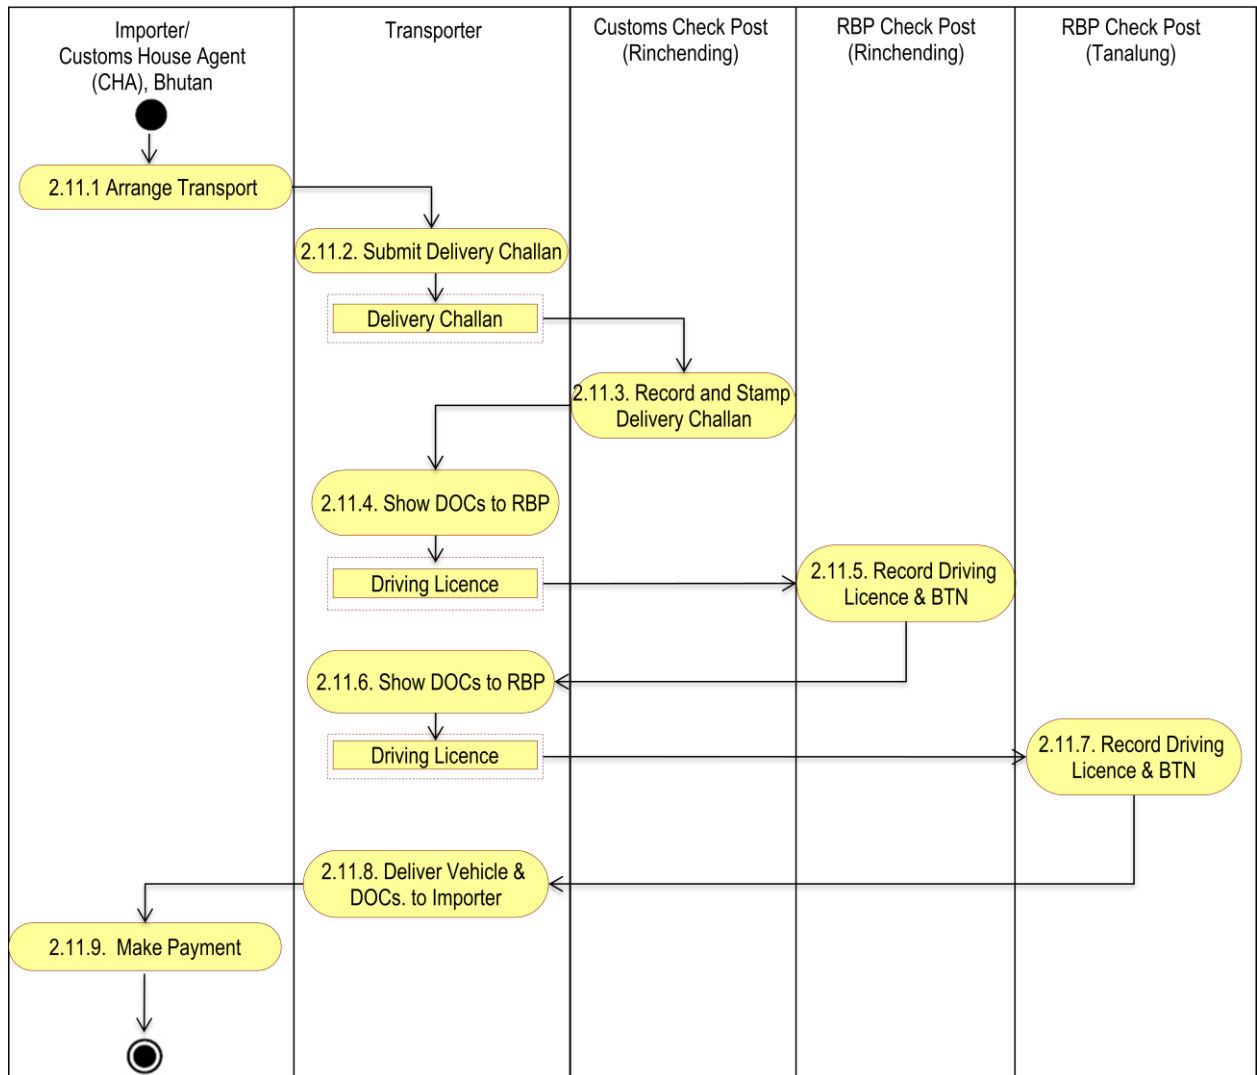 Importer/
Customs House Agent
(CHA), Bhutan
Transporter
Customs Check Post
(Rinchending)
RBP Check Post
(Rinchending)
RBP Check Post
(Tanalung)
2.11.1 Arrange Transport
2.11.2. Submit Delivery Challan
Delivery Challan
2.11.3. Record and Stamp
Delivery Challan
2.11.4. Show DOCs to RBP
Driving Licence
2.11.5. Record Driving
Licence & BTN
2.11.6. Show DOCs to RBP
Driving Licence
2.11.7. Record Driving
Licence & BTN
2.11.8. Deliver Vehicle &
DOCs. to Importer
2.11.9. Make Payment